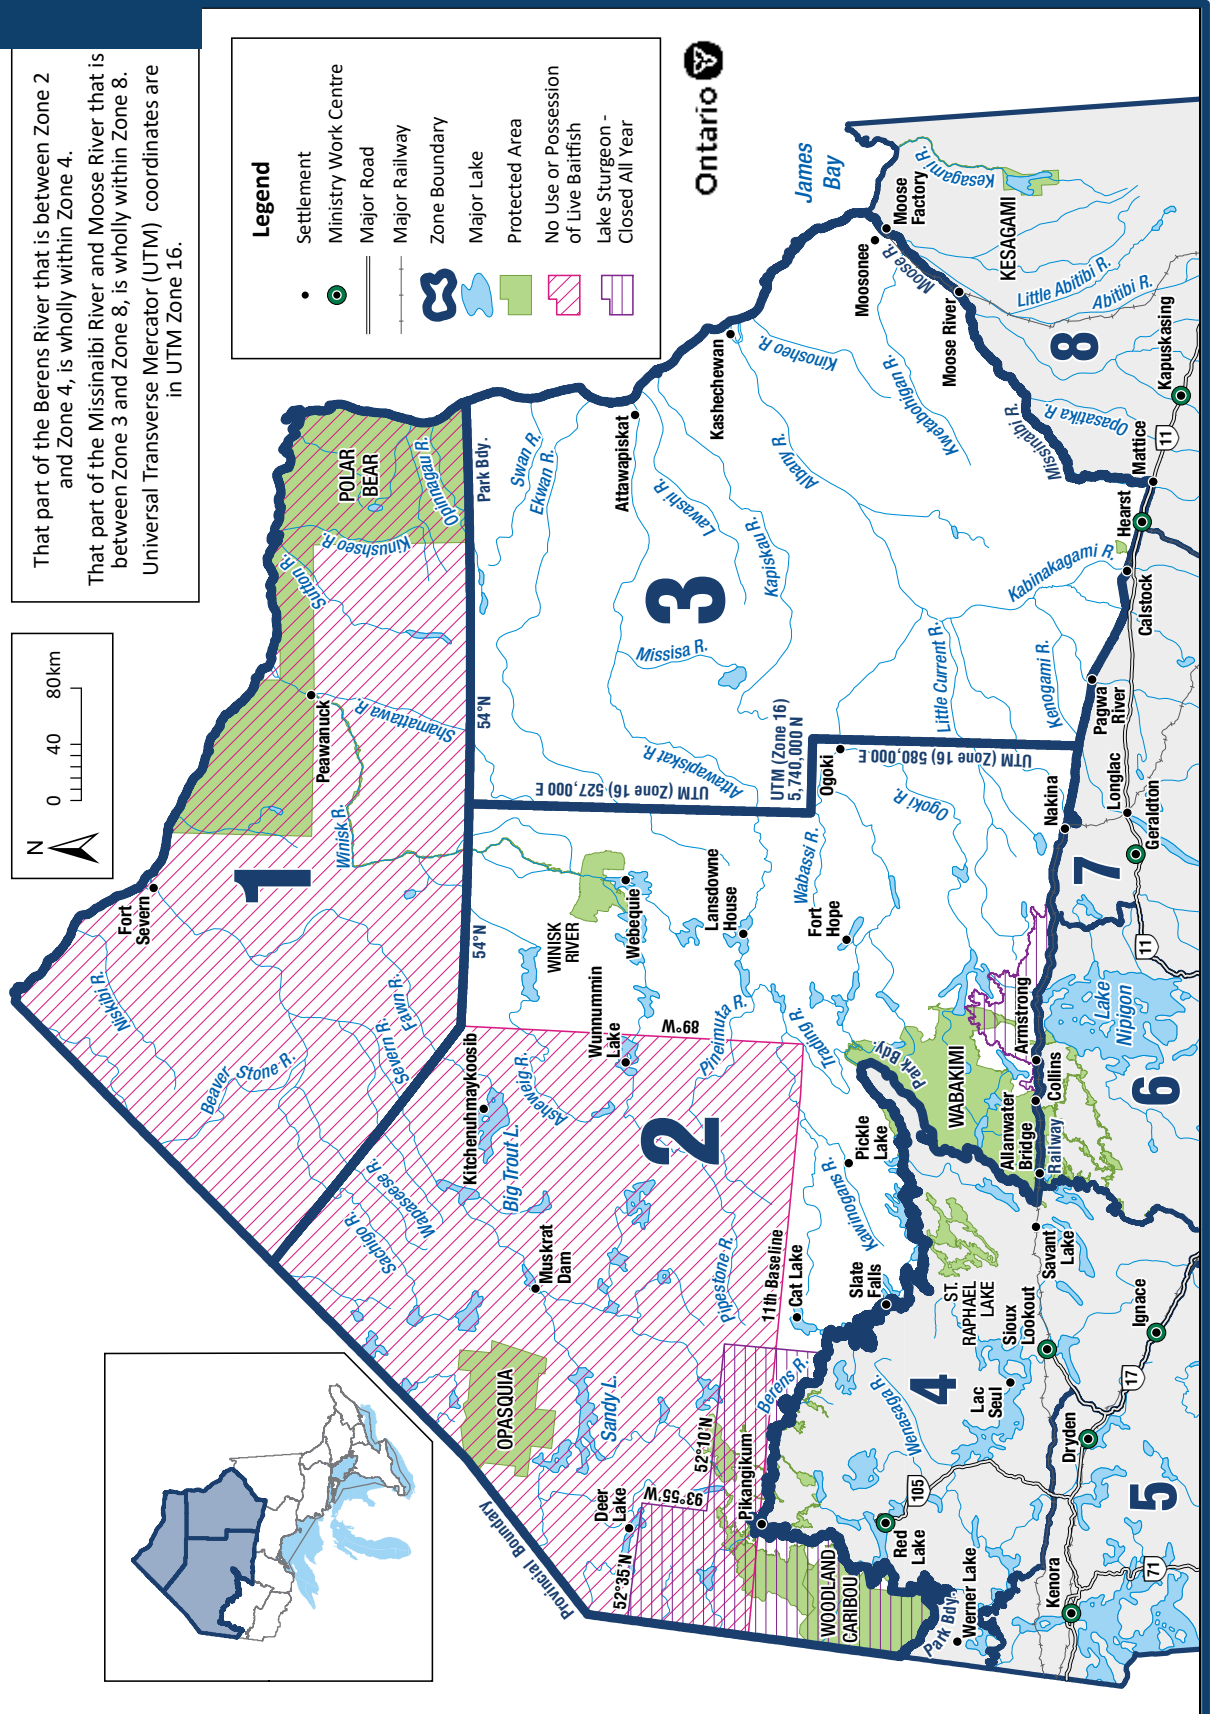 That part of the Berens River that is between Zone 2
and Zone 4, is wholly within Zone 4.
That part of the Missinaibi River and Moose River that is
between Zone 3 and Zone 8, is wholly within Zone 8.
Universal Transverse Mercator (UTM) coordinates are
in UTM Zone 16.
N
0 40 80km
Legend
Settlement
Ministry Work Centre
Major Road
Major Railway
Zone Boundary
Major Lake
Protected Area
No Use or Possession
of Live Baitfish
Lake Sturgeon -
Closed All Year
Ontario
James
Bay
1
Fort
Severn
Niskibi R.
Beaver
Stone R.
Severn R.
Fawn R.
Winisk R.
Peawanuck
Shamattawa R.
Sutton R.
Kinushseo R.
POLAR
BEAR
Opinnagau R.
Park Bdy.
54°N
54°N
2
Sachigo R.
Wapaseese R.
Kitchenuhmaykoosib
Big Trout L.
Asheweig R.
Wunnummin
Lake
89°W
Pineimuta R.
WINISK
RIVER
Webequie
Lansdowne
House
Fort
Hope
Wabassi R.
Ogoki
Ogoki R.
Trading R.
Muskrat
Dam
OPASQUIA
Sandy L.
Deer
Lake
Provincial Boundary
52°35'N
93°55'W
52°10'N
Pikangikum
Berens R.
Pipestone R.
11th Baseline
Cat Lake
Kawinogans R.
Pickle
Lake
Slate
Falls
Park Bdy.
WABAKIMI
Armstrong
Collins
Allanwater
Bridge
Railway
Nakina
WOODLAND
CARIBOU
Park Bdy.
3
Swan R.
Ekwan R.
Attawapiskat
Lawashi R.
Kapiskau R.
Missisa R.
Attawapiskat R.
UTM (Zone 16) 527,000 E
UTM (Zone 16)
5,740,000 N
UTM (Zone 16) 580,000 E
Kashechewan
Kinosheo R.
Albany R.
Kwetabohigan R.
Little Current R.
Kenogami R.
Kabinakagami R.
Moosonee
Moose
Factory
Moose R.
Moose River
Missinaibi R.
Pagwa
River
Calstock
Hearst
Mattice
4
Werner Lake
Red
Lake
105
Wenasaga R.
Lac
Seul
ST.
RAPHAEL
LAKE
Sioux
Lookout
Savant
Lake
5
Kenora
71
Dryden
17
Ignace
6
Lake
Nipigon
11
7
Longlac
Geraldton
8
Kesagami R.
KESAGAMI
Little Abitibi R.
Abitibi R.
Opasatika R.
Kapuskasing
11